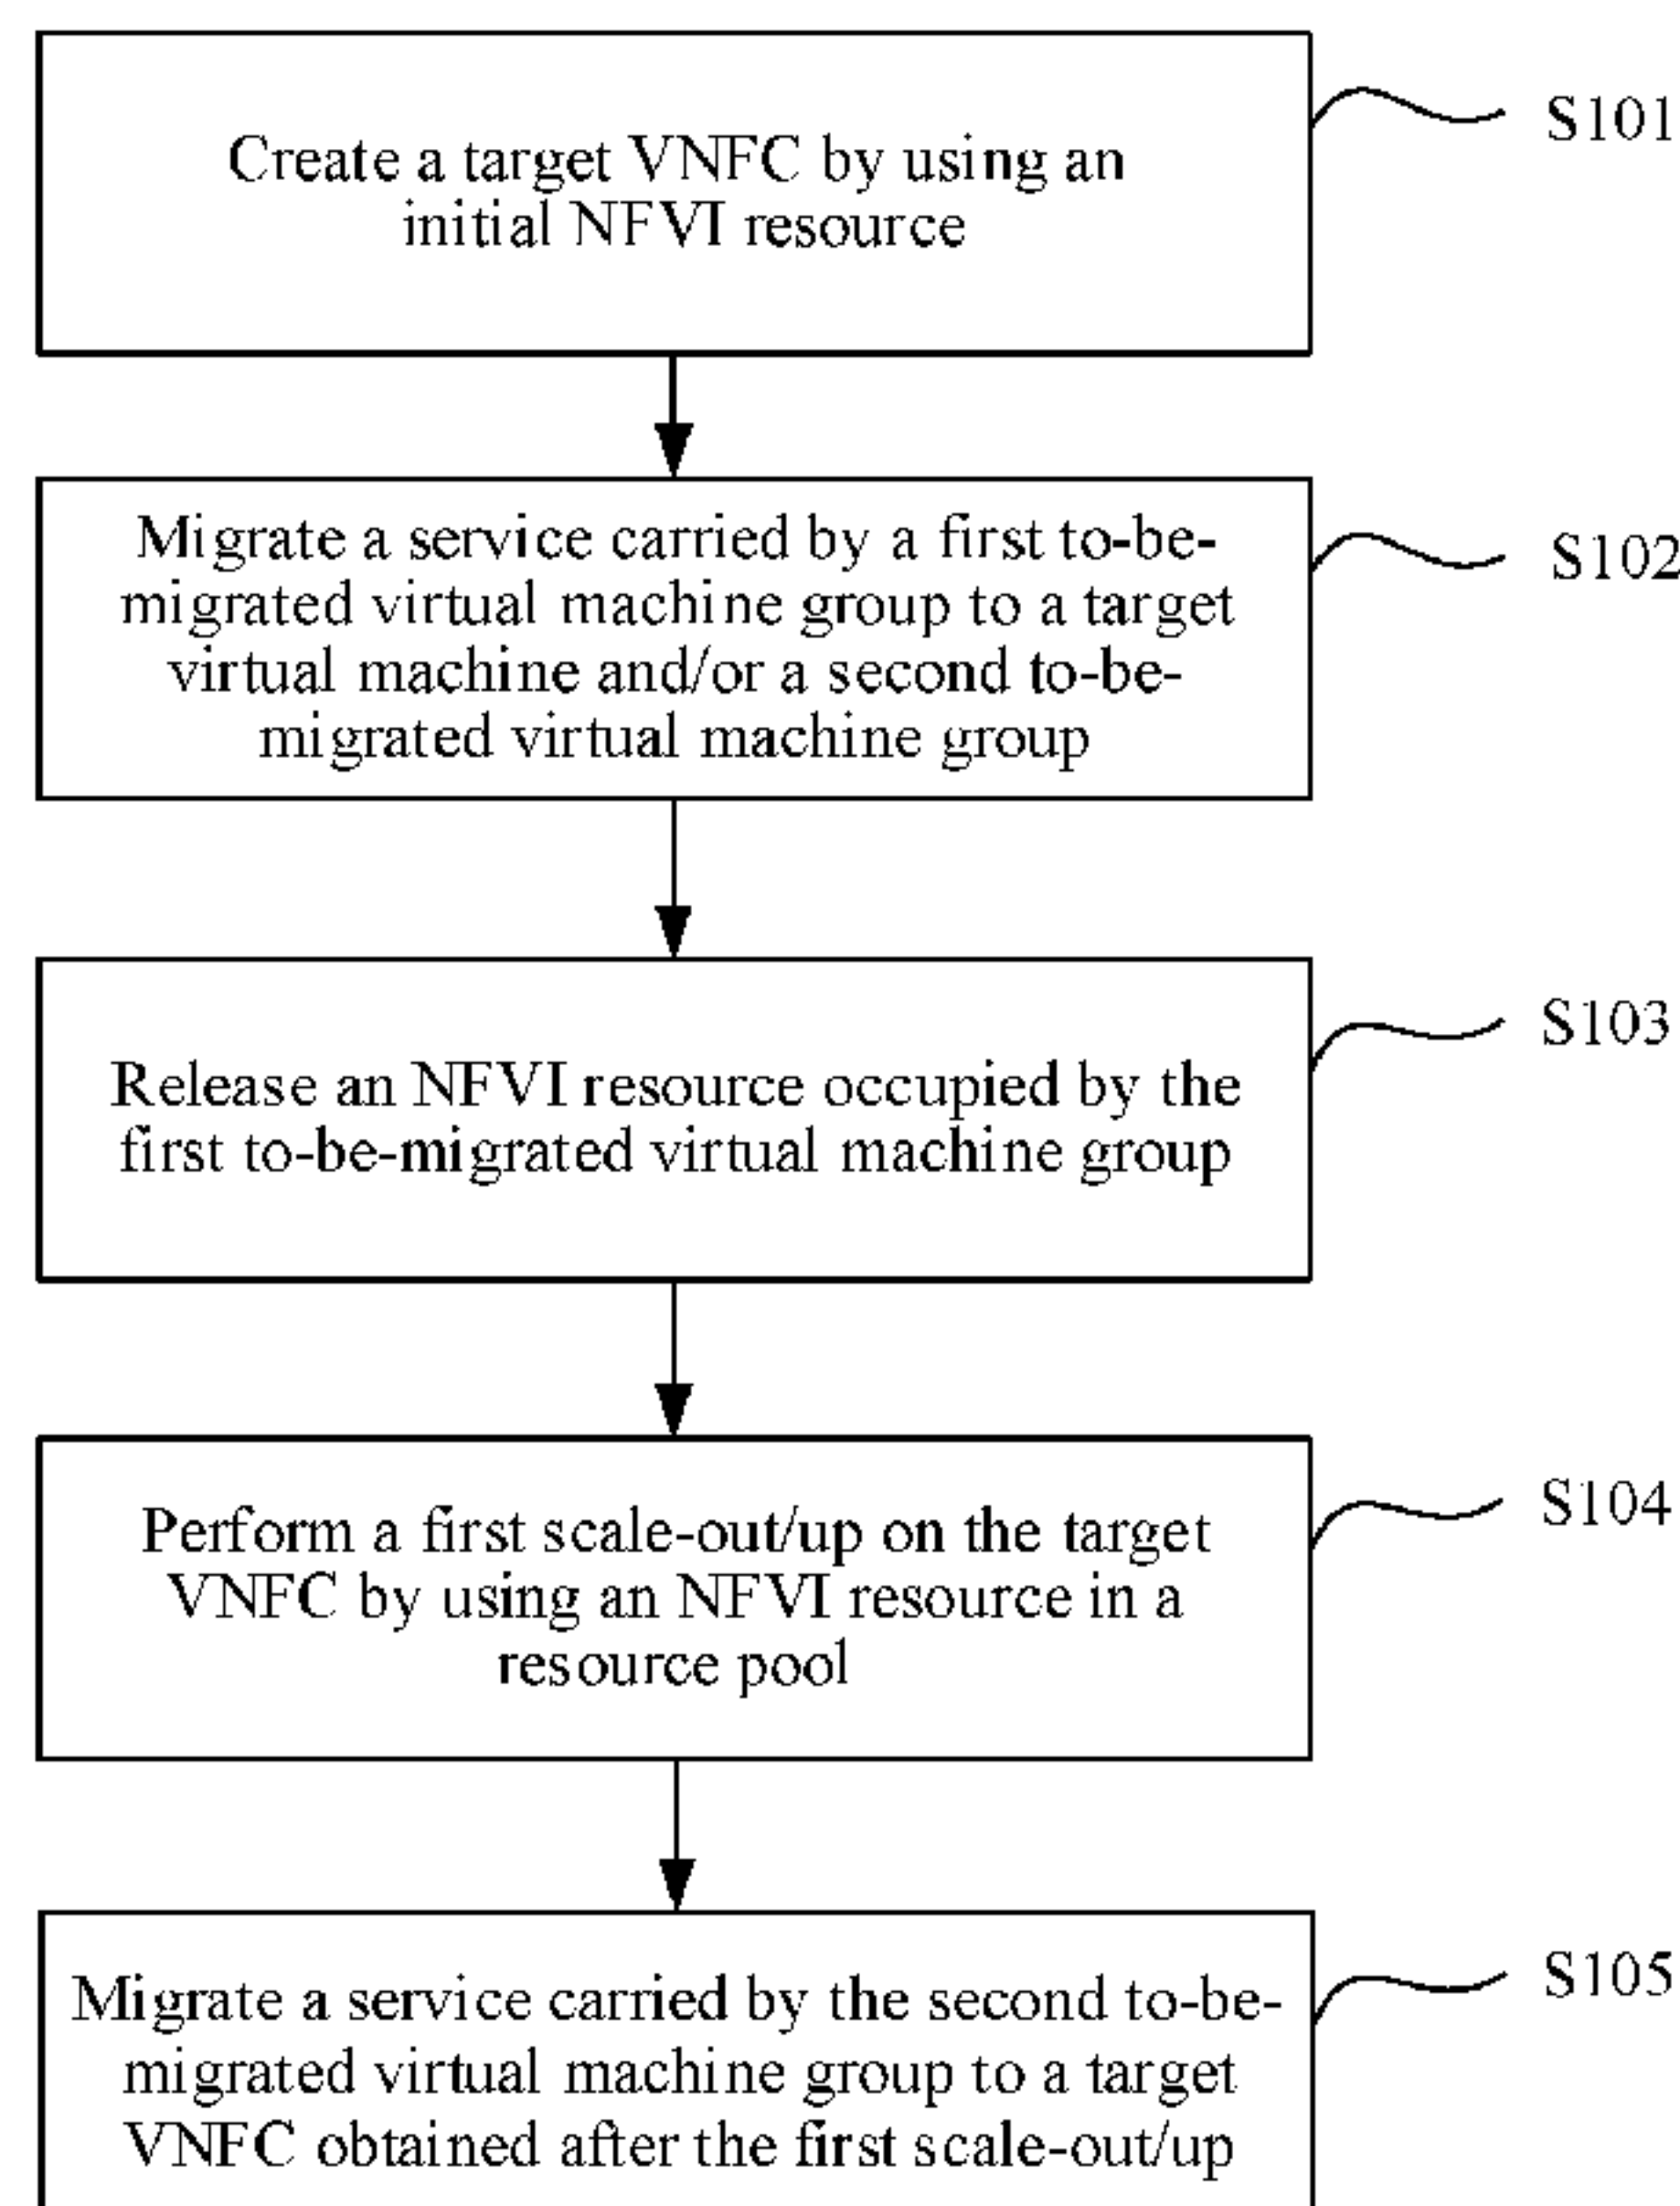 Create a target VNFC by using an
initial NFVI resource
S101
Migrate a service carried by a first to-be-
migrated virtual machine group to a target
virtual machine and/or a second to-be-
migrated virtual machine group
S102
Release an NFVI resource occupied by the
first to-be-migrated virtual machine group
S103
Perform a first scale-out/up on the target
VNFC by using an NFVI resource in a
resource pool
S104
Migrate a service carried by the second to-be-
migrated virtual machine group to a target
VNFC obtained after the first scale-out/up
S105